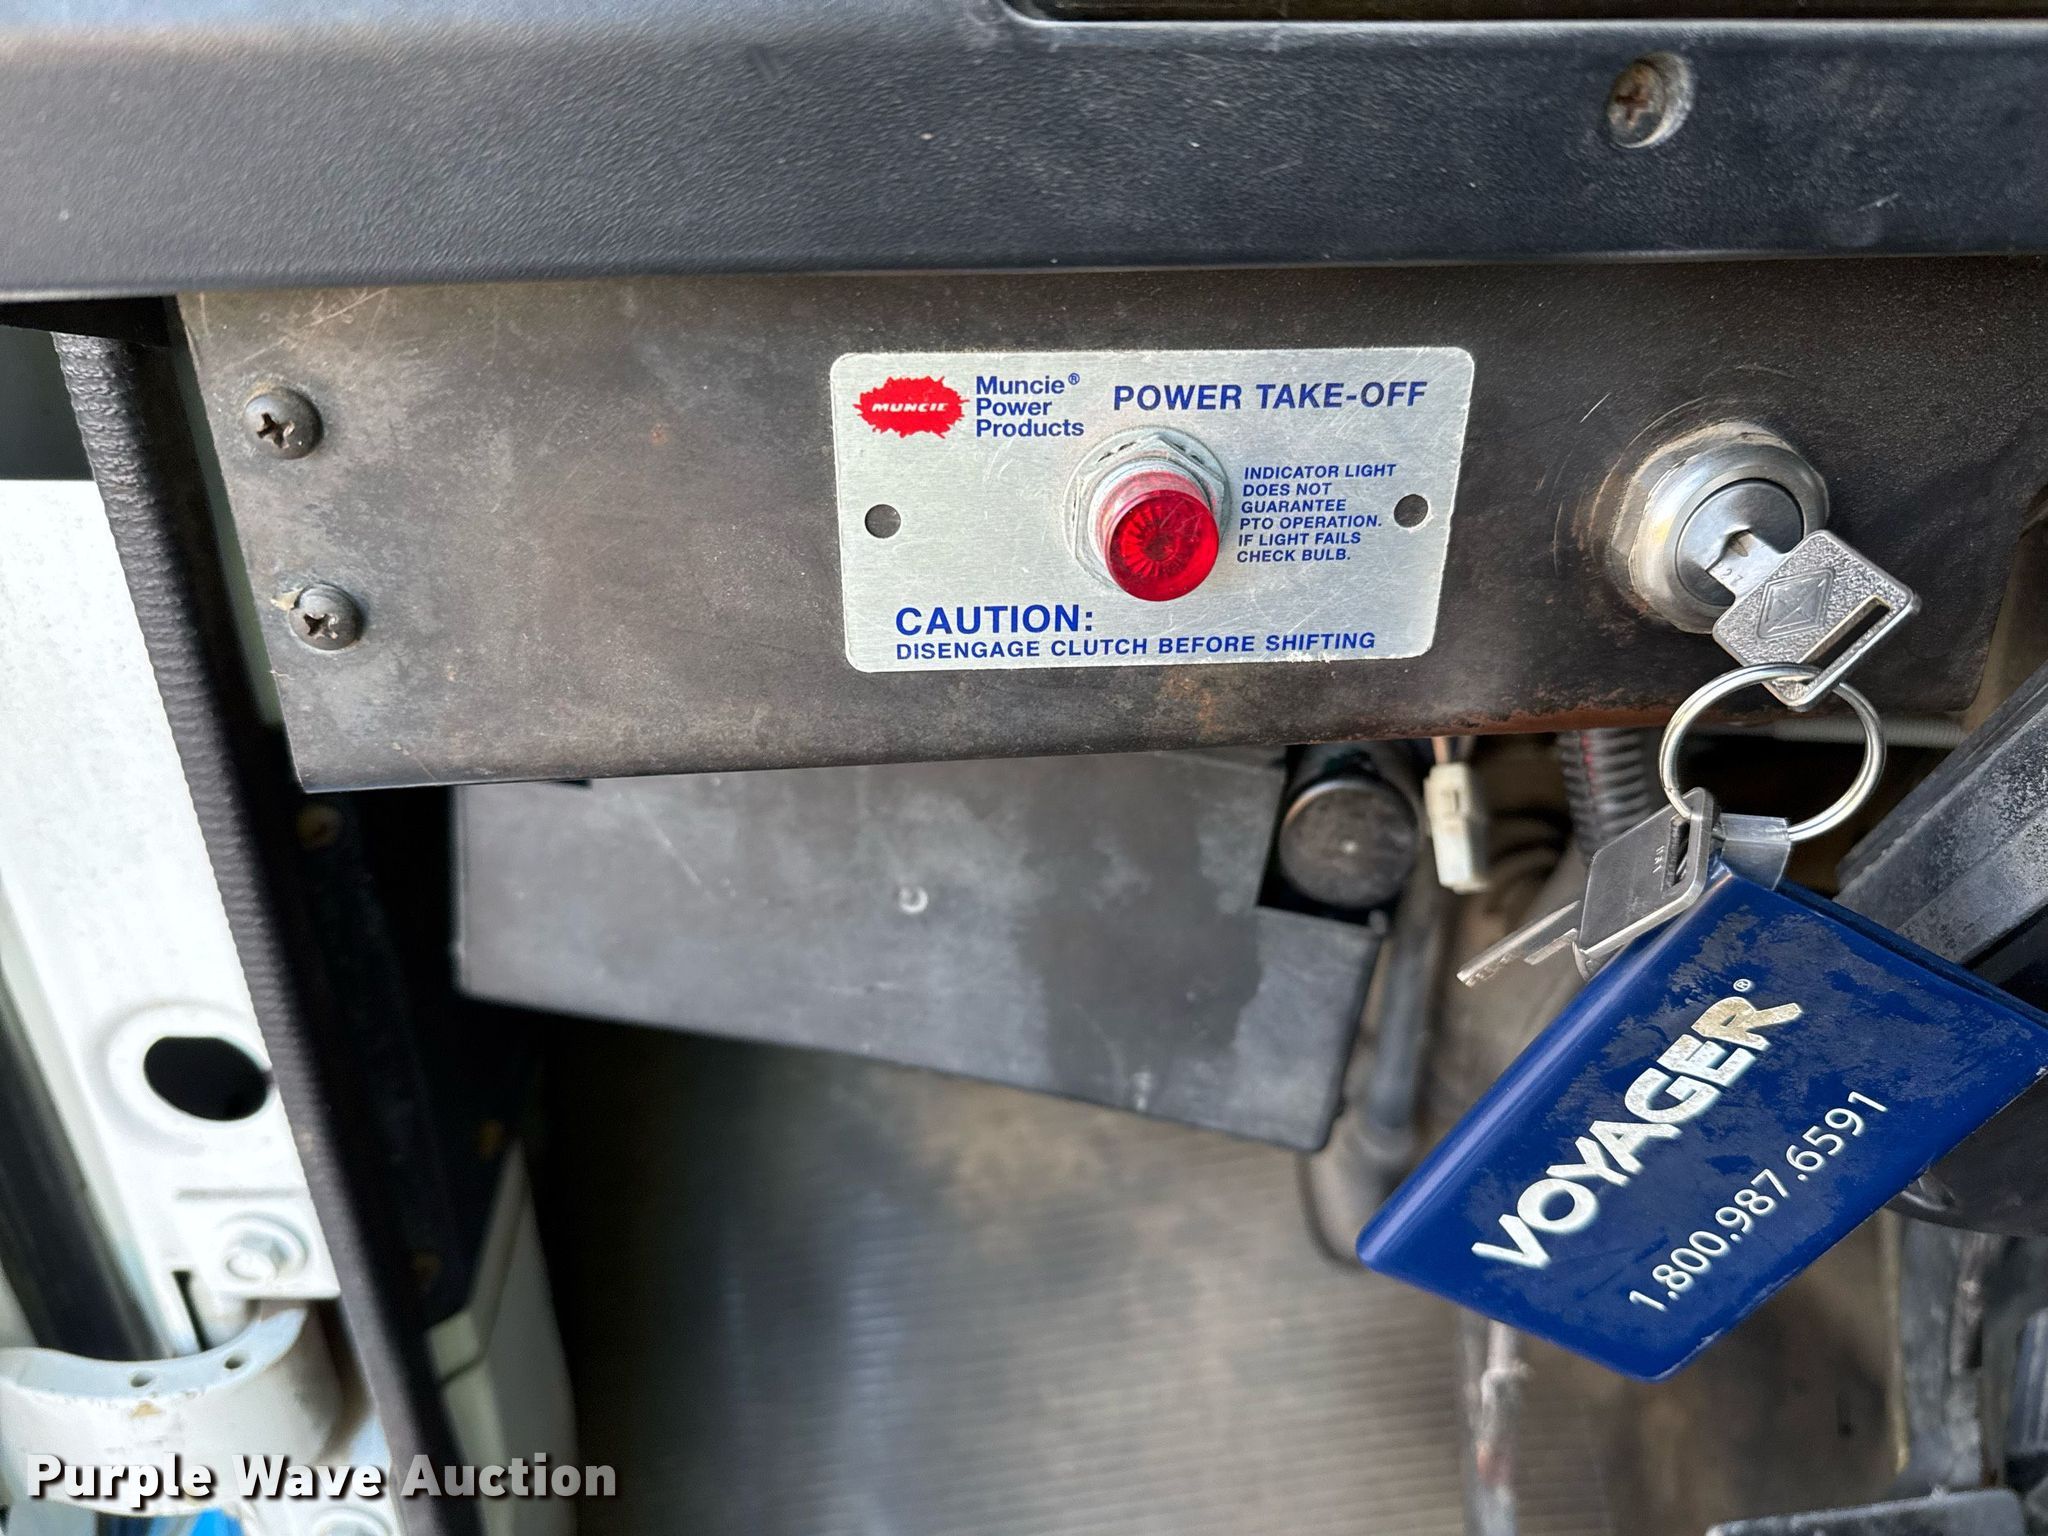 MUNCIE
Muncie®
Power
Products
POWER TAKE-OFF
INDICATOR LIGHT
DOES NOT
GUARANTEE
PTO OPERATION.
IF LIGHT FAILS
CHECK BULB.
CAUTION:
DISENGAGE CLUTCH BEFORE SHIFTING
VOYAGER®
1.800.987.6591
Purple Wave Auction